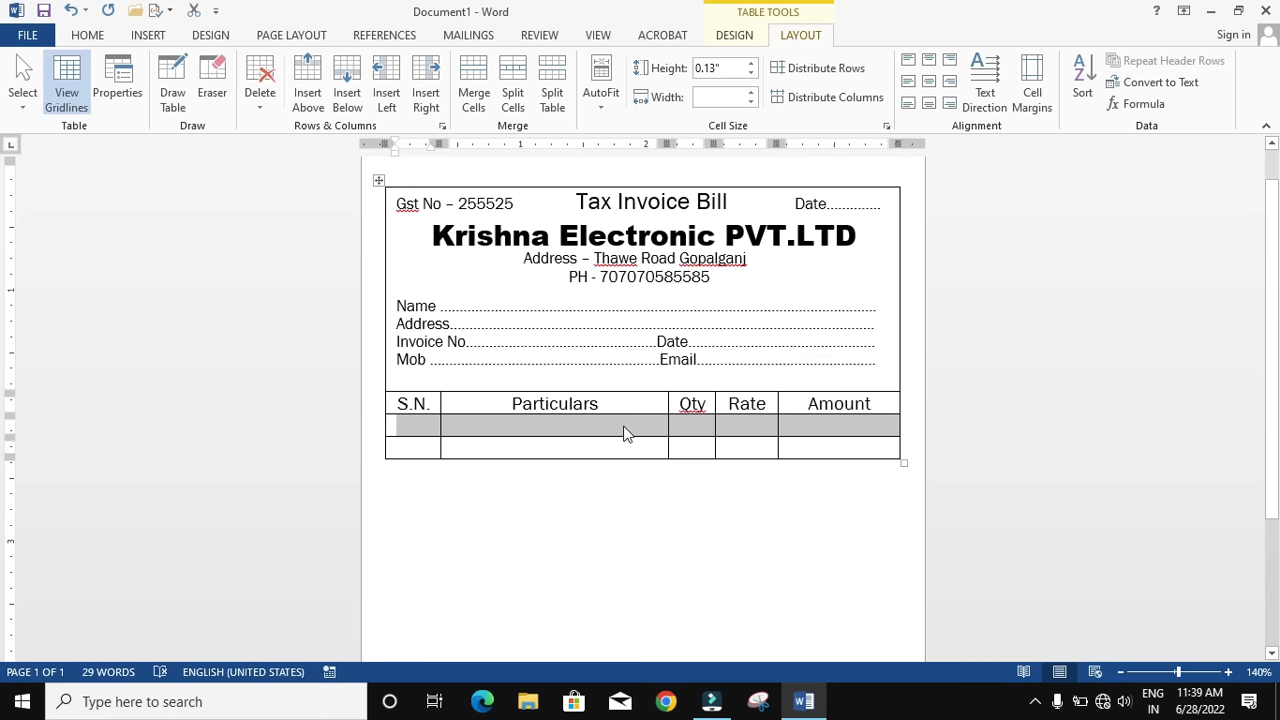 Document1 - Word
TABLE TOOLS
FILE HOME INSERT DESIGN PAGE LAYOUT REFERENCES MAILINGS REVIEW VIEW ACROBAT DESIGN LAYOUT Sign in
Select View Gridlines Properties Draw Table Eraser Delete Insert Above Insert Below Insert Left Insert Right Merge Cells Split Cells Split Table AutoFit
Height: 0.13" Distribute Rows
Width: Distribute Columns
Text Direction Cell Margins Sort
Repeat Header Rows
Convert to Text
Formula
Table Draw Rows & Columns Merge Cell Size Alignment Data
1 2
Gst No – 255525 Tax Invoice Bill Date..............
Krishna Electronic PVT.LTD
Address – Thawe Road Gopalganj
PH - 707070585585
Name ................................................................
Address................................................................
Invoice No................................Date................................
Mob ................................Email................................
S.N. Particulars Qty Rate Amount
1
3
PAGE 1 OF 1 29 WORDS ENGLISH (UNITED STATES) 140%
Type here to search
ENG
IN
11:39 AM
6/28/2022